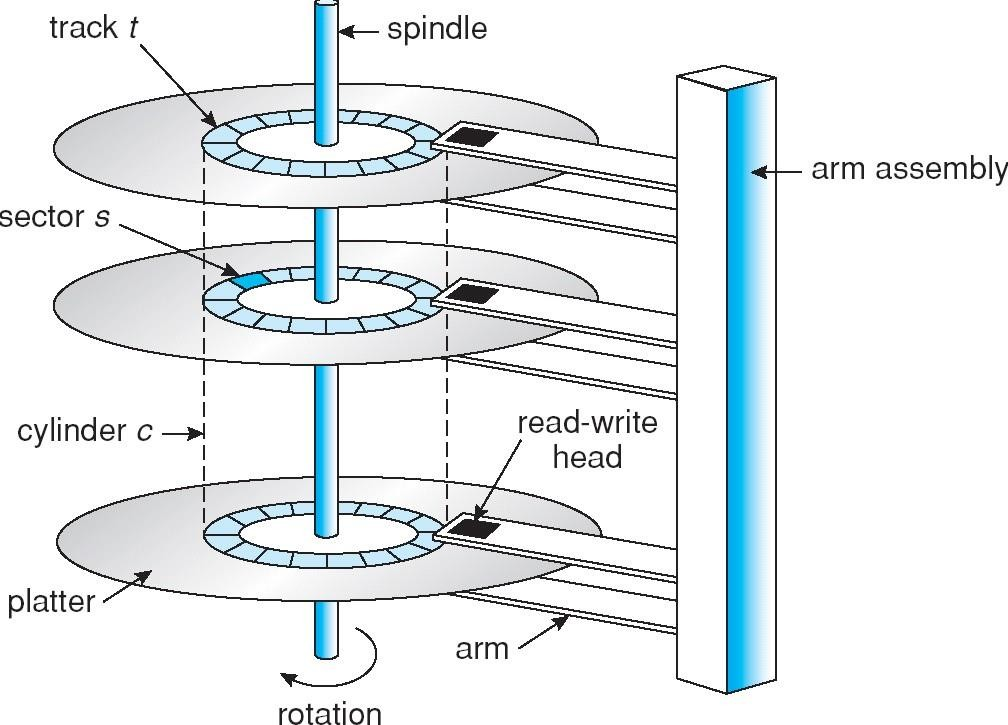 track t
spindle
arm assembly
sector s
cylinder c
read-write
head
platter
arm
rotation